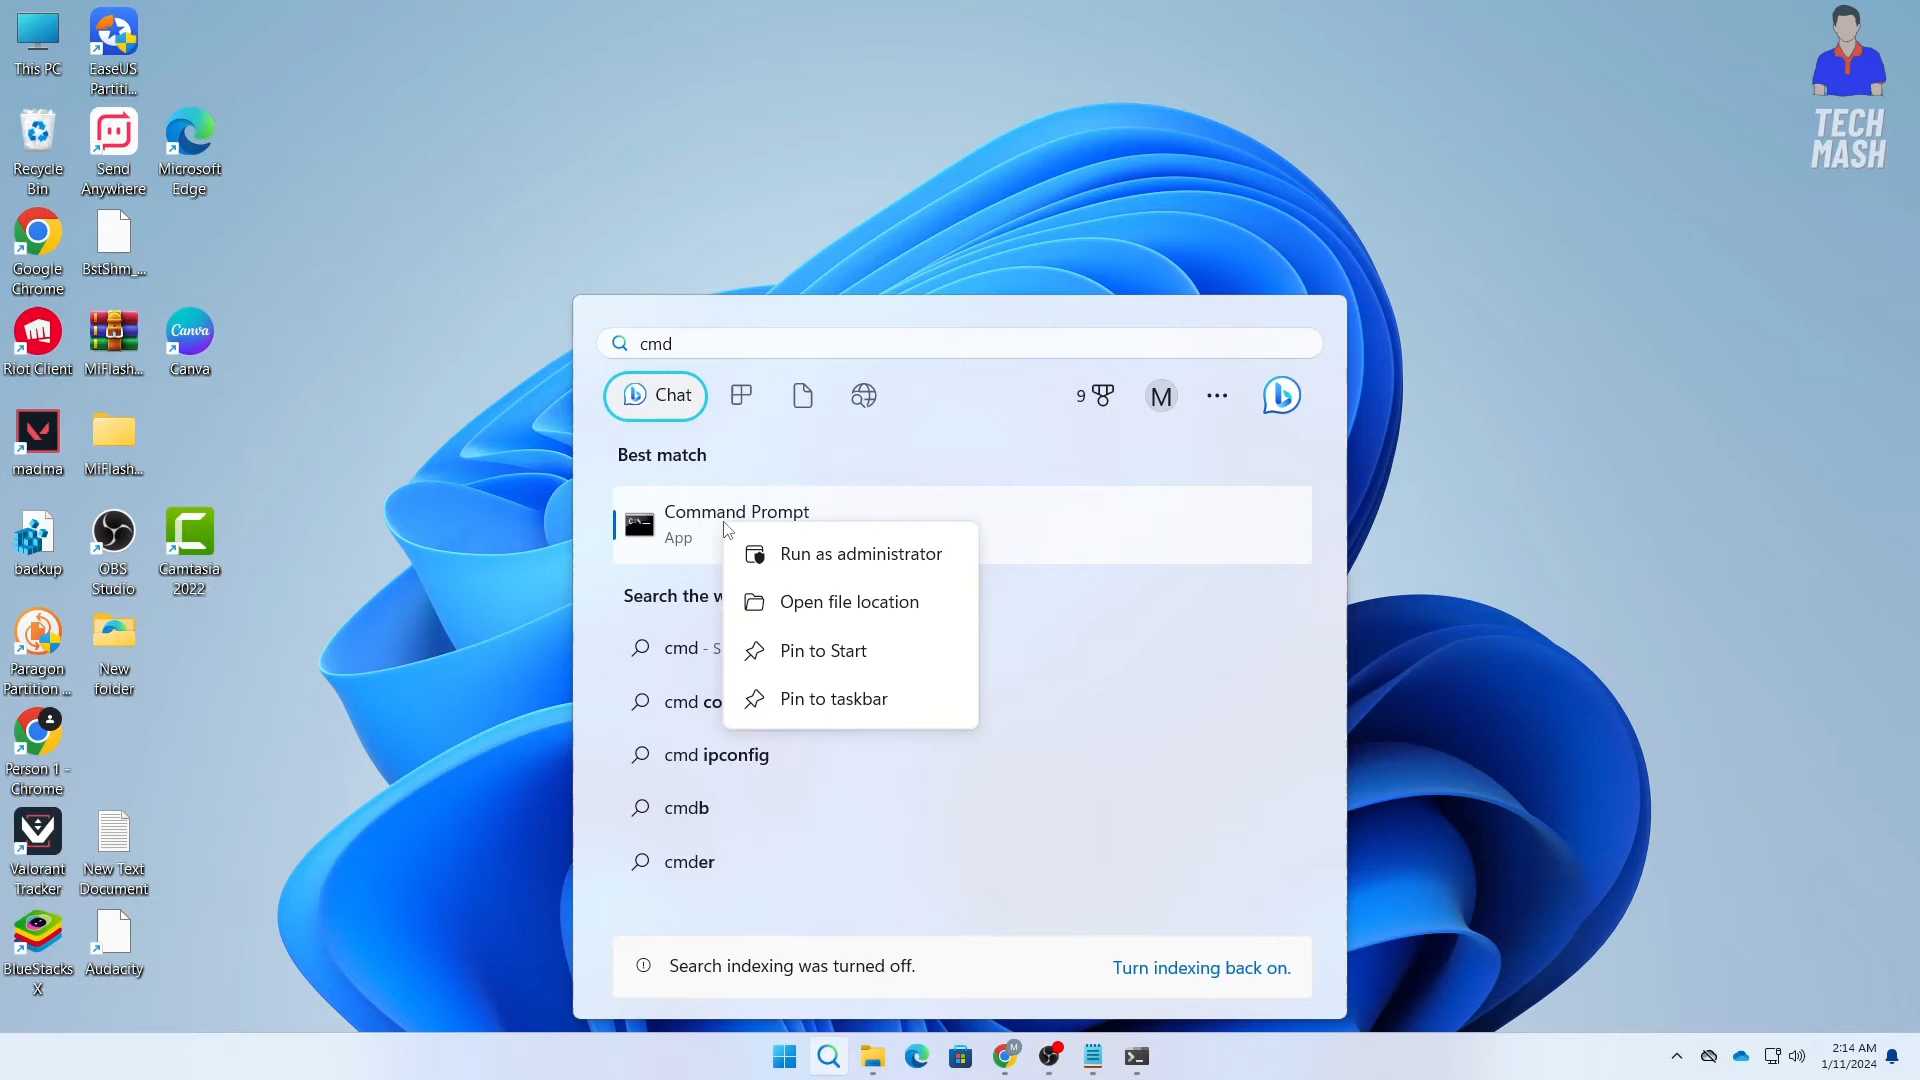 This PC
EaseUS
Partiti...
Recycle
Bin
Send
Anywhere
Microsoft
Edge
Google
Chrome
BstShm_...
Riot Client
MiFlash...
Canva
Canva
madma
MiFlash...
backup
OBS
Studio
Camtasia
2022
Paragon
Partition ...
New
folder
Person 1 -
Chrome
Valorant
Tracker
New Text
Document
BlueStacks
X
Audacity
TECH
MASH
cmd
Chat
9
M
Best match
Command Prompt
App
Run as administrator
Open file location
Pin to Start
Pin to taskbar
Search the w
cmd - S
cmd co
cmd ipconfig
cmdb
cmder
Search indexing was turned off.
Turn indexing back on.
M
2:14 AM
1/11/2024